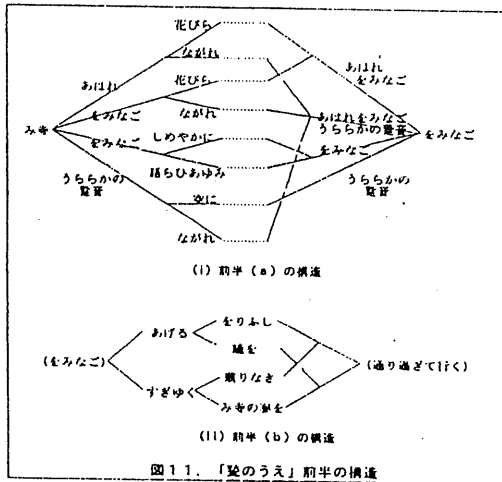 花びら
ながれ
花びら
あはれ
をみなご
ながれ
み寺
をみなご
しめやかに
語らひあゆみ
うららかの
跫音
空に
ながれ
あはれ
をみなご
あはれをみなご
うららかの跫音
をみなご
をみなご
うららかの
跫音
(i) 前半 (a) の構造
(をみなご)
あげる
すぎゆく
をりふし
瞳を
翳りなき
み寺の春を
(通り過ぎて行く)
(ii) 前半 (b) の構造
図11. 「甃のうえ」前半の構造